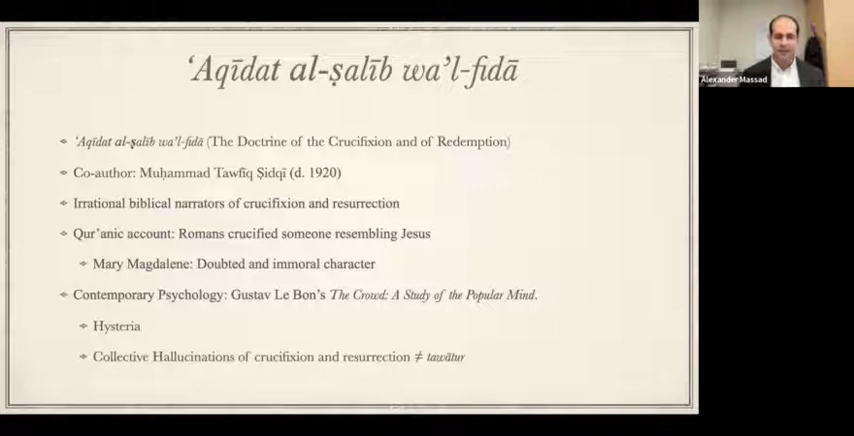 ‘Aqīdat al-ṣalīb wa’l-fidā
‘Aqīdat al-ṣalīb wa’l-fidā (The Doctrine of the Crucifixion and of Redemption)
Co-author: Muḥammad Tawfīq Ṣidqī (d. 1920)
Irrational biblical narrators of crucifixion and resurrection
Qur’anic account: Romans crucified someone resembling Jesus
Mary Magdalene: Doubted and immoral character
Contemporary Psychology: Gustav Le Bon’s The Crowd: A Study of the Popular Mind.
Hysteria
Collective Hallucinations of crucifixion and resurrection ≠ tawātur
Alexander Massad